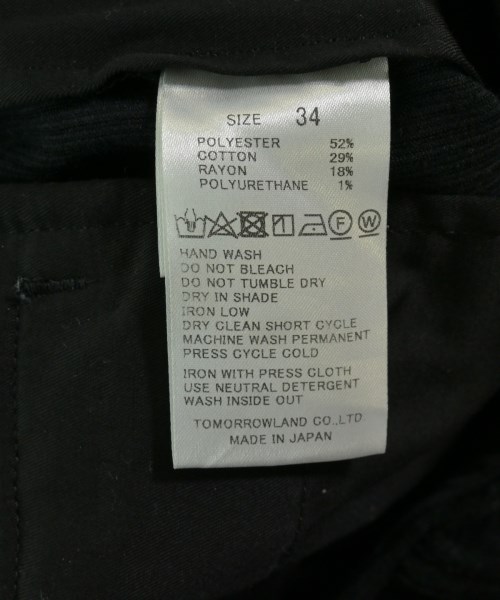 SIZE 34
POLYESTER 52%
COTTON 29%
RAYON 18%
POLYURETHANE 1%
F W
HAND WASH
DO NOT BLEACH
DO NOT TUMBLE DRY
DRY IN SHADE
IRON LOW
DRY CLEAN SHORT CYCLE
MACHINE WASH PERMANENT
PRESS CYCLE COLD
IRON WITH PRESS CLOTH
USE NEUTRAL DETERGENT
WASH INSIDE OUT
TOMORROWLAND CO.,LTD
MADE IN JAPAN